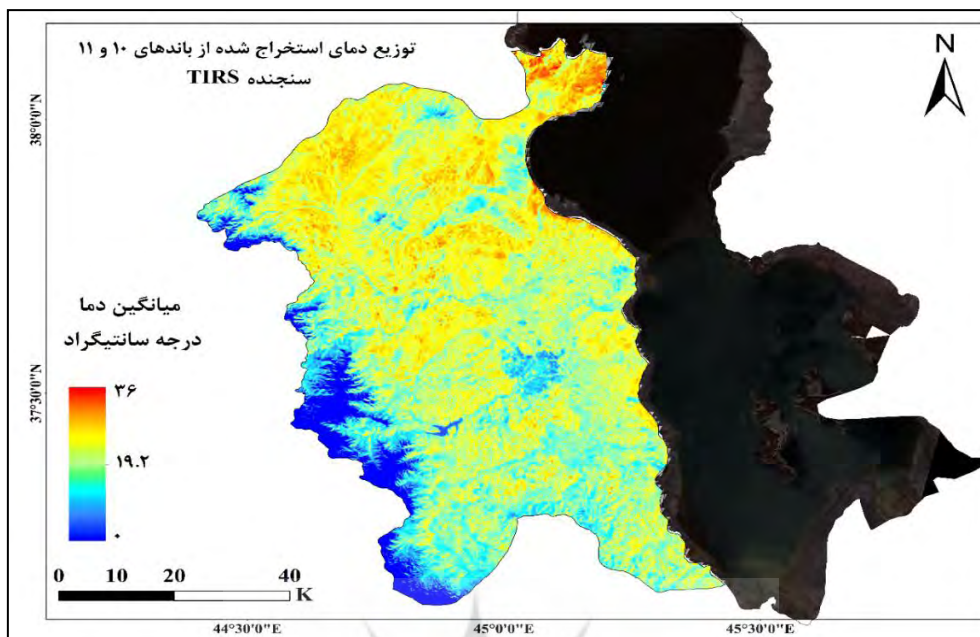 توزیع دمای استخراج شده از باندهای ۱۰ و ۱۱
سنجنده TIRS
N
38°0'0"N
37°30'0"N
میانگین دما
درجه سانتیگراد
۳۶
۱۹.۲
۰
0 10 20 40
K
44°30'0"E 45°0'0"E 45°30'0"E